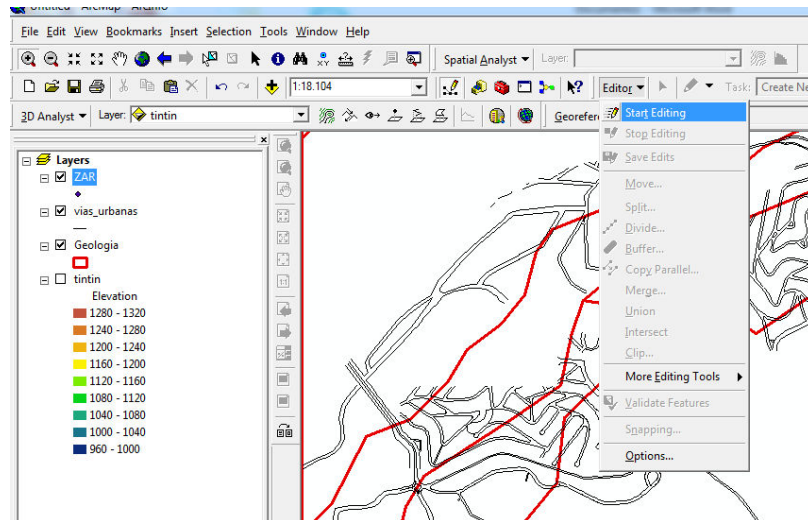 Untitled - ArcMap - ArcInfo
File Edit View Bookmarks Insert Selection Tools Window Help
Spatial Analyst Layer:
1:18.104 Editor Task: Create Ne
3D Analyst Layer: tintin Georefer
Start Editing
Stop Editing
Save Edits
Move...
Split...
Divide...
Buffer...
Copy Parallel...
Merge...
Union
Intersect
Clip...
More Editing Tools
Validate Features
Snapping...
Options...
Layers
ZAR
vias_urbanas
Geologia
tintin
Elevation
1280 - 1320
1240 - 1280
1200 - 1240
1160 - 1200
1120 - 1160
1080 - 1120
1040 - 1080
1000 - 1040
960 - 1000
1:1